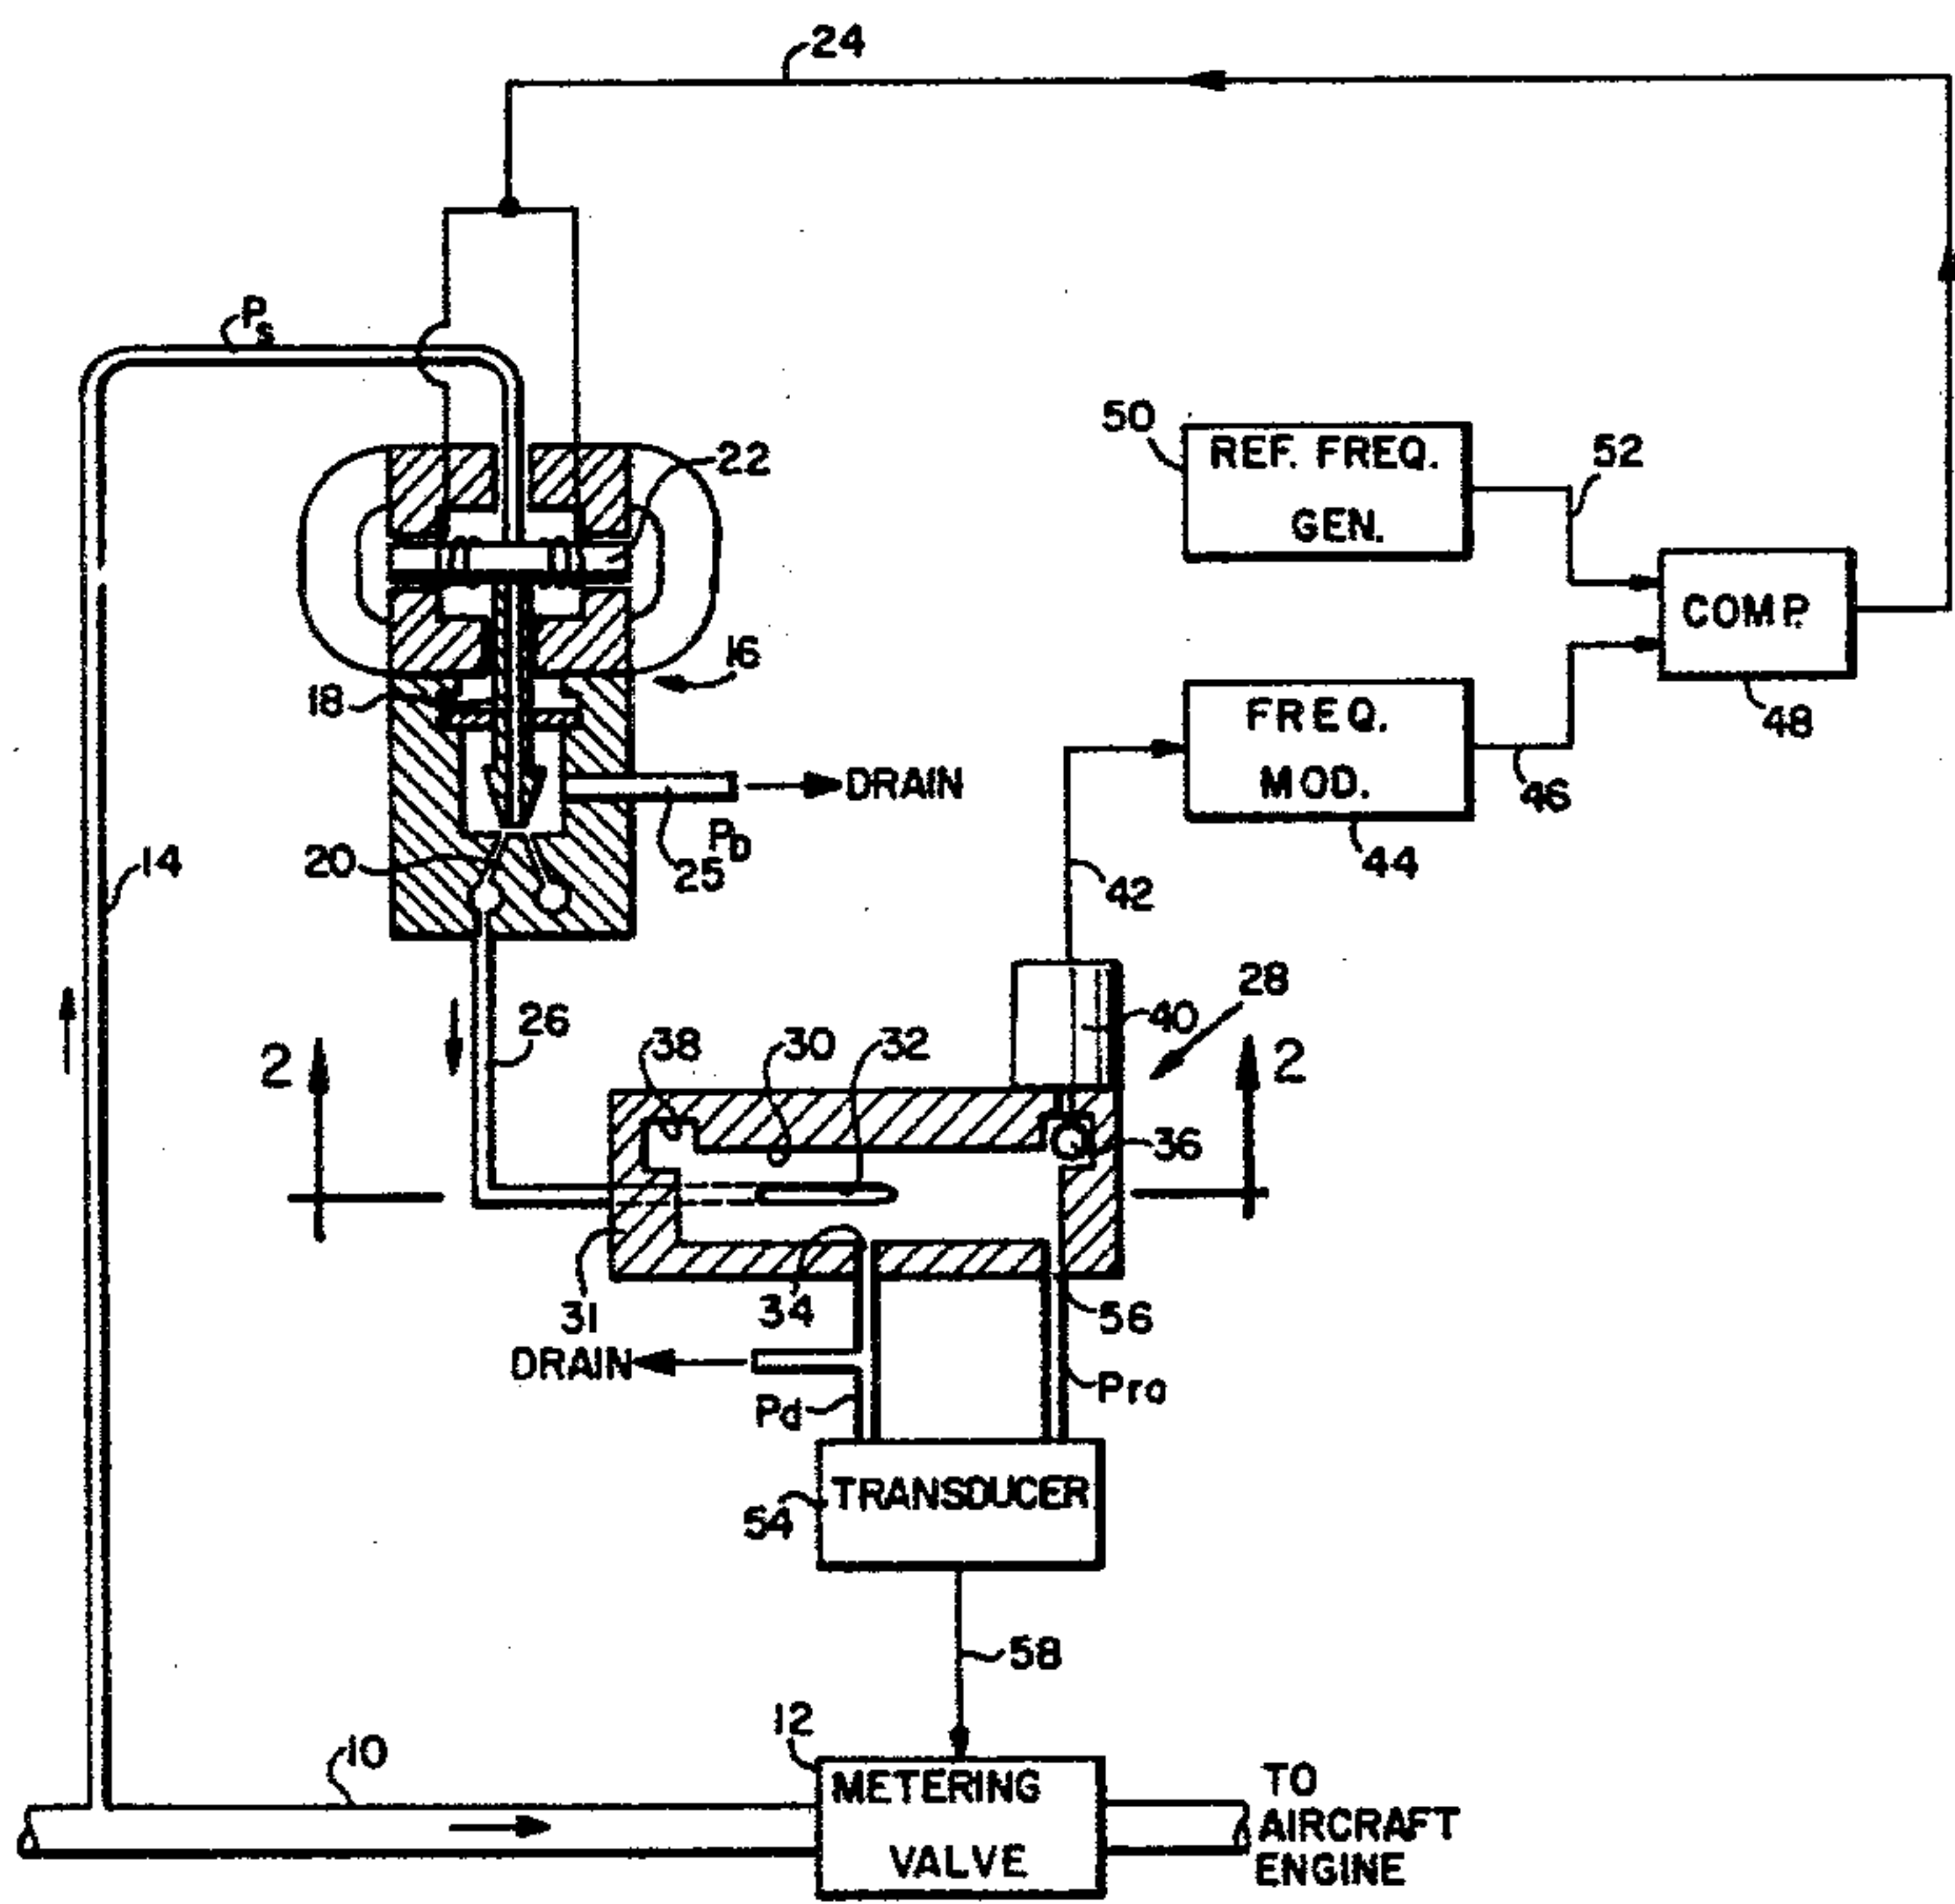 24
Ps
22
50
REF. FREQ.
GEN.
52
COMP.
48
16
18
FREQ.
MOD.
46
44
DRAIN
PD
25
20
14
42
26
28
2
38
30
32
40
2
36
31
34
56
DRAIN
Pd
Pra
TRANSDUCER
54
58
12
10
METERING
VALVE
TO
AIRCRAFT
ENGINE